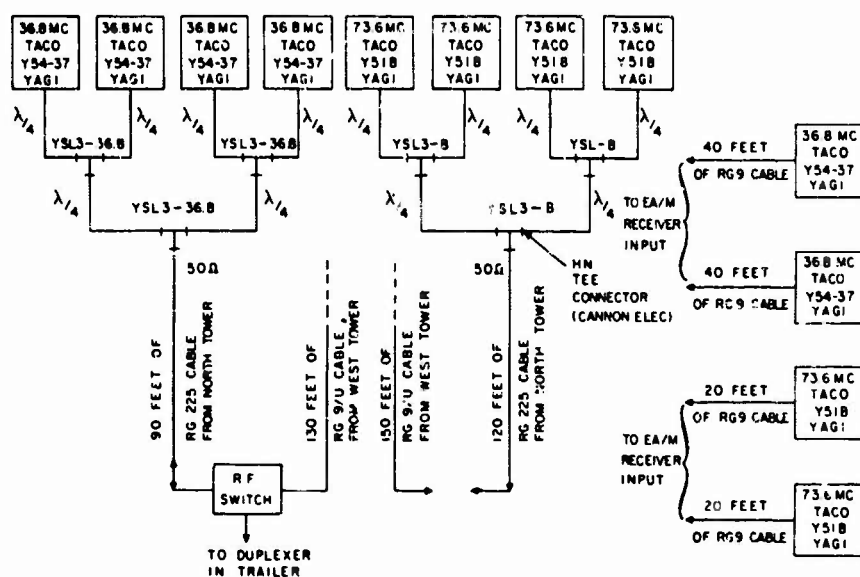 36.8MC
TACO
Y54-37
YAGI
36.8MC
TACO
Y54-37
YAGI
36.8MC
TACO
Y54-37
YAGI
36.8MC
TACO
Y54-37
YAGI
73.6MC
TACO
Y51B
YAGI
73.6MC
TACO
Y51B
YAGI
73.6MC
TACO
Y51B
YAGI
73.6MC
TACO
Y51B
YAGI
λ/4
λ/4
λ/4
λ/4
λ/4
λ/4
λ/4
λ/4
YSL3-36.8
YSL3-36.8
YSL3-B
YSL-B
λ/4
λ/4
λ/4
λ/4
YSL3-36.8
YSL3-B
50Ω
50Ω
HN
TEE
CONNECTOR
(CANNON ELEC)
90 FEET OF
RG 225 CABLE
FROM NORTH TOWER
130 FEET OF
RG 9/U CABLE
FROM WEST TOWER
150 FEET OF
RG 9/U CABLE
FROM WEST TOWER
120 FEET OF
RG 225 CABLE
FROM NORTH TOWER
RF
SWITCH
TO DUPLEXER
IN TRAILER
40 FEET
OF RG9 CABLE
36.8 MC
TACO
Y54-37
YAGI
TO EA/M
RECEIVER
INPUT
40 FEET
OF RG9 CABLE
36.8 MC
TACO
Y54-37
YAGI
20 FEET
OF RG9 CABLE
73.6MC
TACO
Y51B
YAGI
TO EA/M
RECEIVER
INPUT
20 FEET
OF RG9 CABLE
73.6MC
TACO
Y51B
YAGI